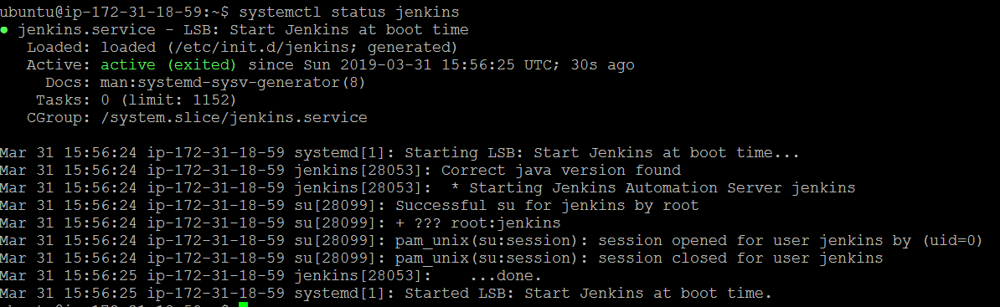 ubuntu@ip-172-31-18-59:~$ systemctl status jenkins
● jenkins.service - LSB: Start Jenkins at boot time
   Loaded: loaded (/etc/init.d/jenkins; generated)
   Active: active (exited) since Sun 2019-03-31 15:56:25 UTC; 30s ago
     Docs: man:systemd-sysv-generator(8)
    Tasks: 0 (limit: 1152)
   CGroup: /system.slice/jenkins.service

Mar 31 15:56:24 ip-172-31-18-59 systemd[1]: Starting LSB: Start Jenkins at boot time...
Mar 31 15:56:24 ip-172-31-18-59 jenkins[28053]: Correct java version found
Mar 31 15:56:24 ip-172-31-18-59 jenkins[28053]:  * Starting Jenkins Automation Server jenkins
Mar 31 15:56:24 ip-172-31-18-59 su[28099]: Successful su for jenkins by root
Mar 31 15:56:24 ip-172-31-18-59 su[28099]: + ??? root:jenkins
Mar 31 15:56:24 ip-172-31-18-59 su[28099]: pam_unix(su:session): session opened for user jenkins by (uid=0)
Mar 31 15:56:24 ip-172-31-18-59 su[28099]: pam_unix(su:session): session closed for user jenkins
Mar 31 15:56:25 ip-172-31-18-59 jenkins[28053]:    ...done.
Mar 31 15:56:25 ip-172-31-18-59 systemd[1]: Started LSB: Start Jenkins at boot time.
ubuntu@ip-172-31-18-59:~$